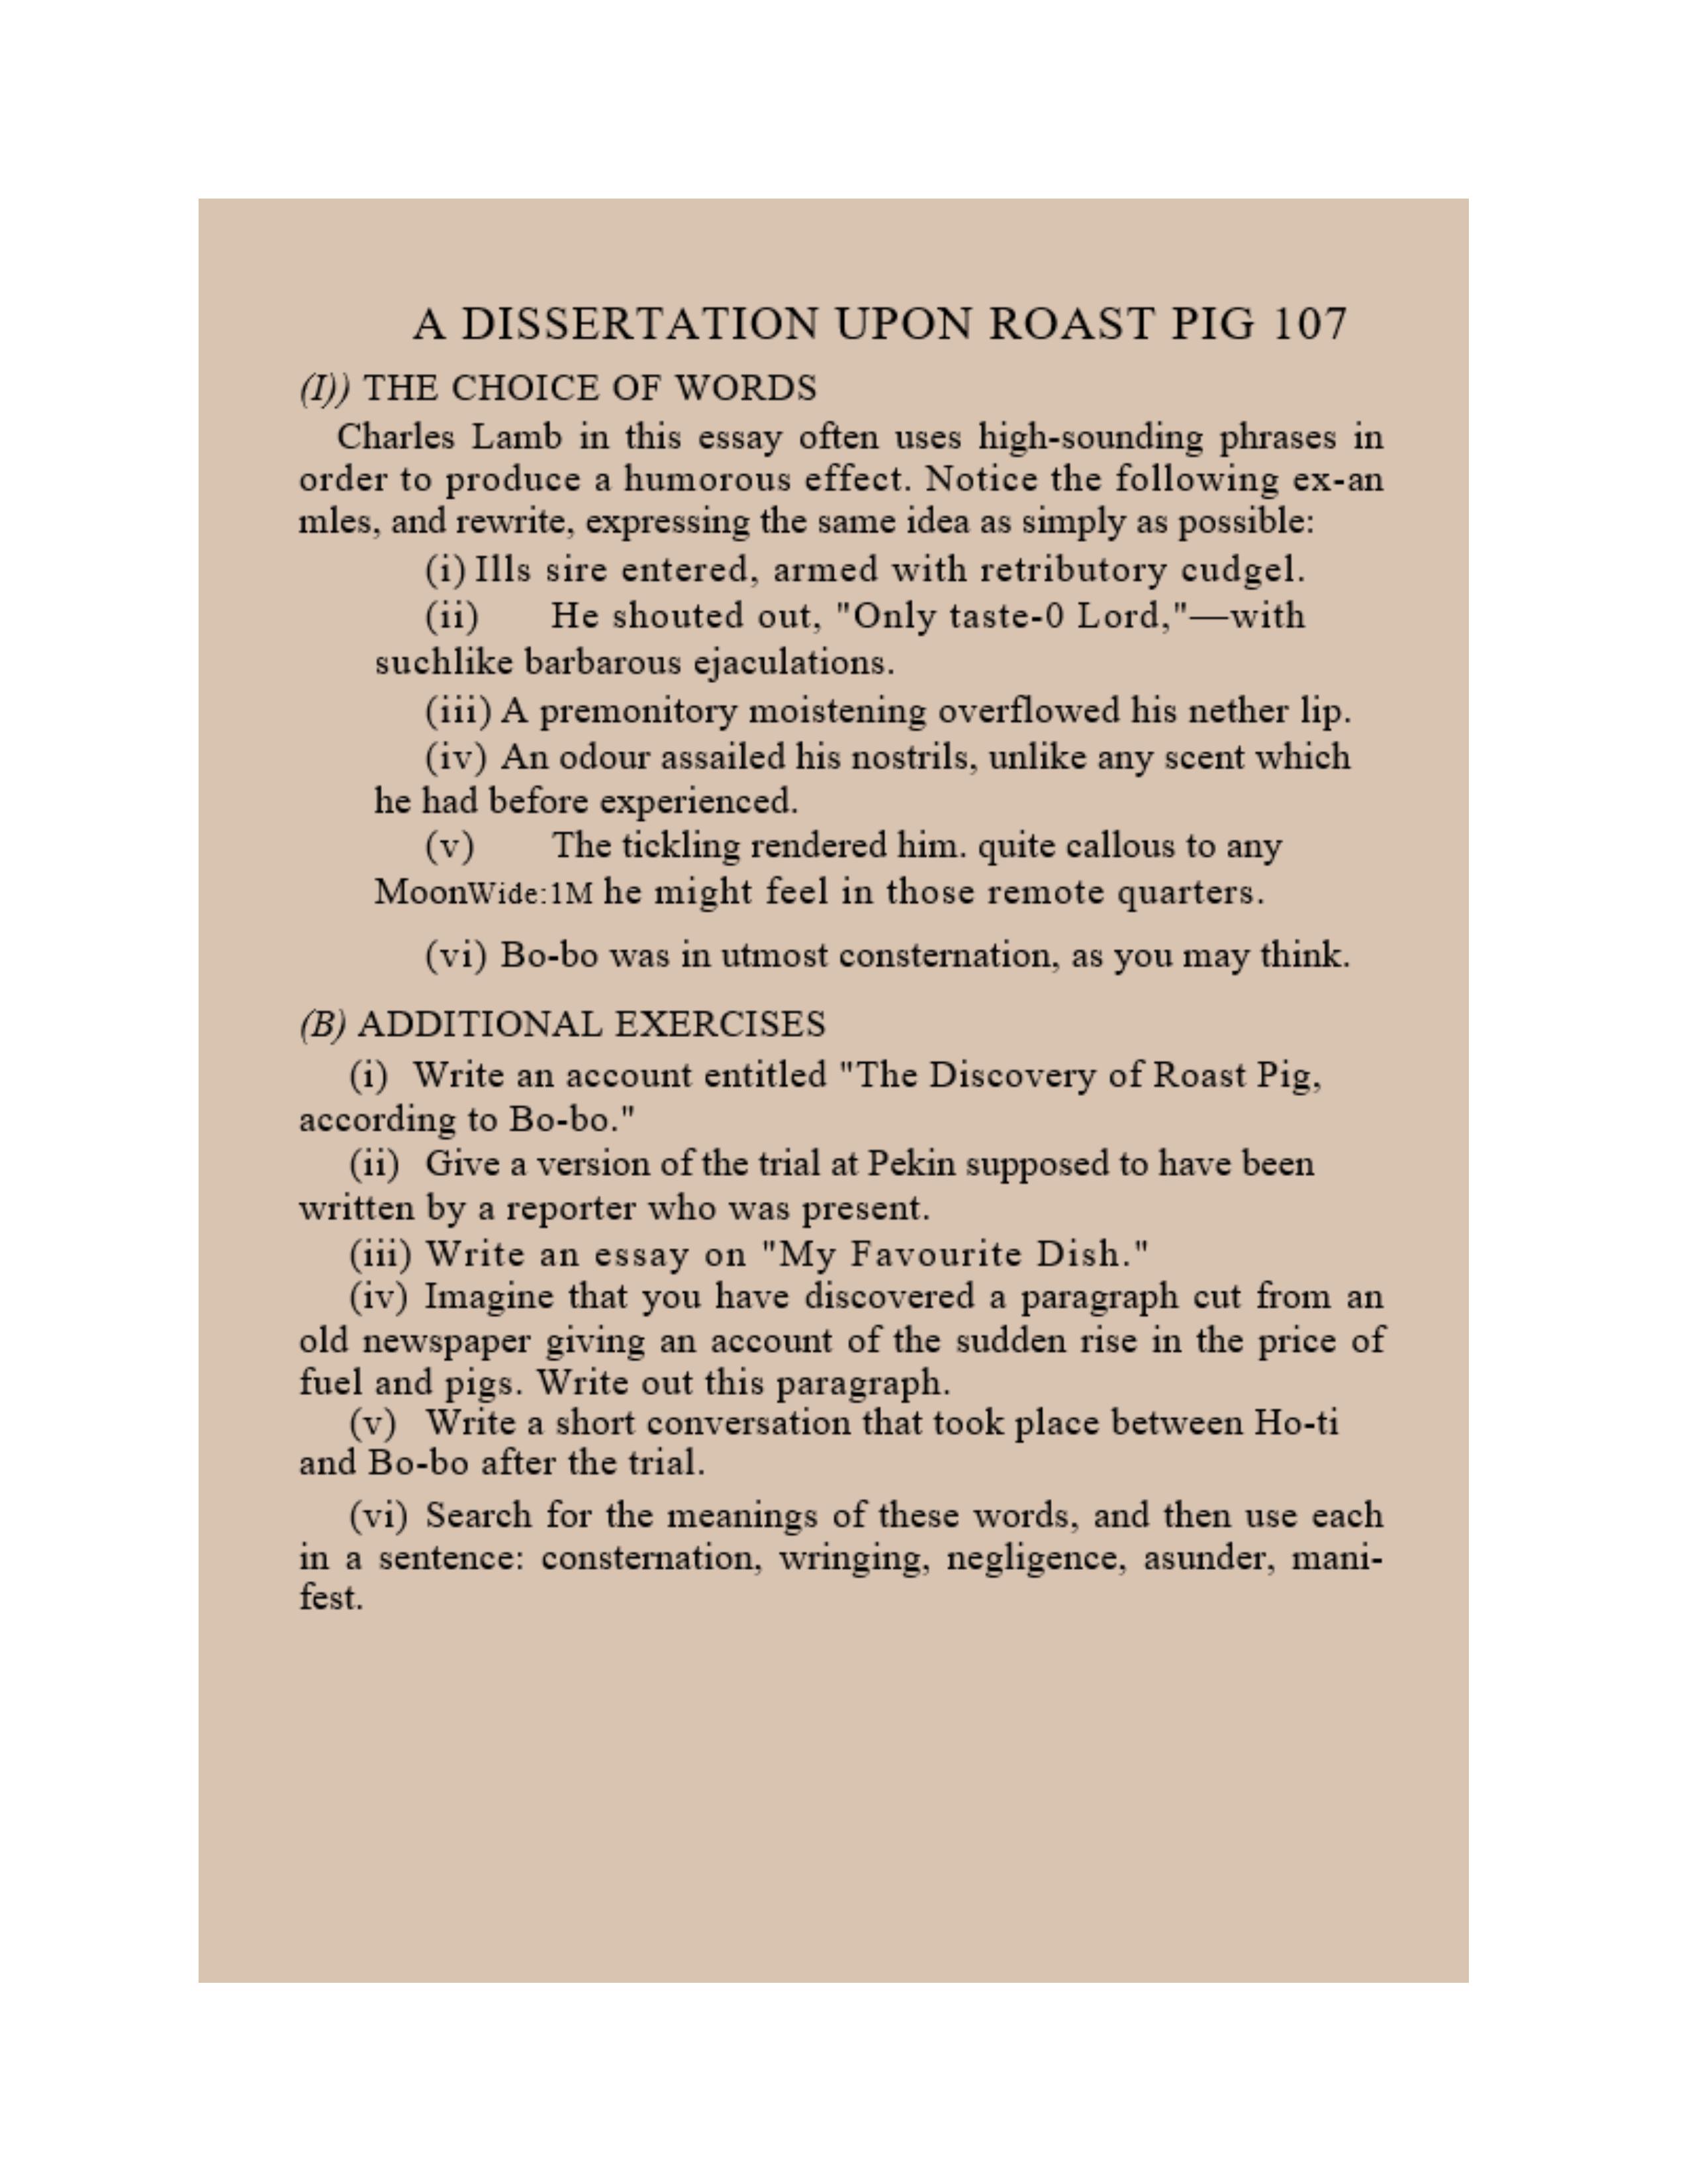 A DISSERTATION UPON ROAST PIG 107
(I)) THE CHOICE OF WORDS
Charles Lamb in this essay often uses high-sounding phrases in
order to produce a humorous effect. Notice the following ex-an
mles, and rewrite, expressing the same idea as simply as possible:
(i) Ills sire entered, armed with retributory cudgel.
(ii) He shouted out, "Only taste-0 Lord,"—with
suchlike barbarous ejaculations.
(iii) A premonitory moistening overflowed his nether lip.
(iv) An odour assailed his nostrils, unlike any scent which
he had before experienced.
(v) The tickling rendered him. quite callous to any
MoonWide:1M he might feel in those remote quarters.
(vi) Bo-bo was in utmost consternation, as you may think.
(B) ADDITIONAL EXERCISES
(i) Write an account entitled "The Discovery of Roast Pig,
according to Bo-bo."
(ii) Give a version of the trial at Pekin supposed to have been
written by a reporter who was present.
(iii) Write an essay on "My Favourite Dish."
(iv) Imagine that you have discovered a paragraph cut from an
old newspaper giving an account of the sudden rise in the price of
fuel and pigs. Write out this paragraph.
(v) Write a short conversation that took place between Ho-ti
and Bo-bo after the trial.
(vi) Search for the meanings of these words, and then use each
in a sentence: consternation, wringing, negligence, asunder, mani-
fest.